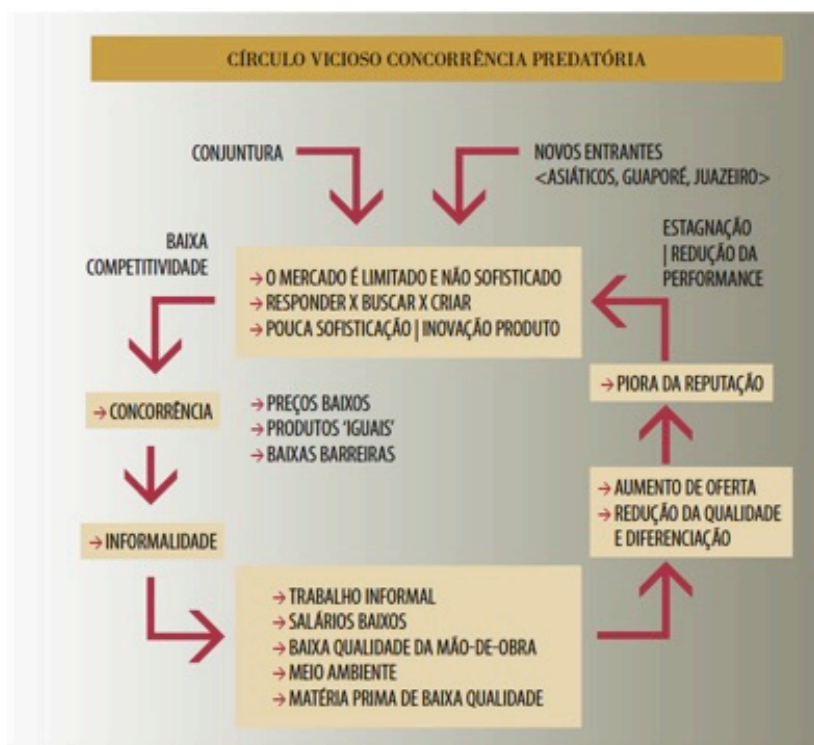 CÍRCULO VICIOSO CONCORRÊNCIA PREDATÓRIA
CONJUNTURA
NOVOS ENTRANTES
<ASIÁTICOS, GUAPORÉ, JUAZEIRO>
BAIXA
COMPETITIVIDADE
ESTAGNAÇÃO
| REDUÇÃO DA
PERFORMANCE
→ O MERCADO É LIMITADO E NÃO SOFISTICADO
→ RESPONDER X BUSCAR X CRIAR
→ POUCA SOFISTICAÇÃO | INOVAÇÃO PRODUTO
→ CONCORRÊNCIA
→ PREÇOS BAIXOS
→ PRODUTOS ‘IGUAIS’
→ BAIXAS BARREIRAS
→ PIORA DA REPUTAÇÃO
→ INFORMALIDADE
→ AUMENTO DE OFERTA
→ REDUÇÃO DA QUALIDADE
E DIFERENCIAÇÃO
→ TRABALHO INFORMAL
→ SALÁRIOS BAIXOS
→ BAIXA QUALIDADE DA MÃO-DE-OBRA
→ MEIO AMBIENTE
→ MATÉRIA PRIMA DE BAIXA QUALIDADE